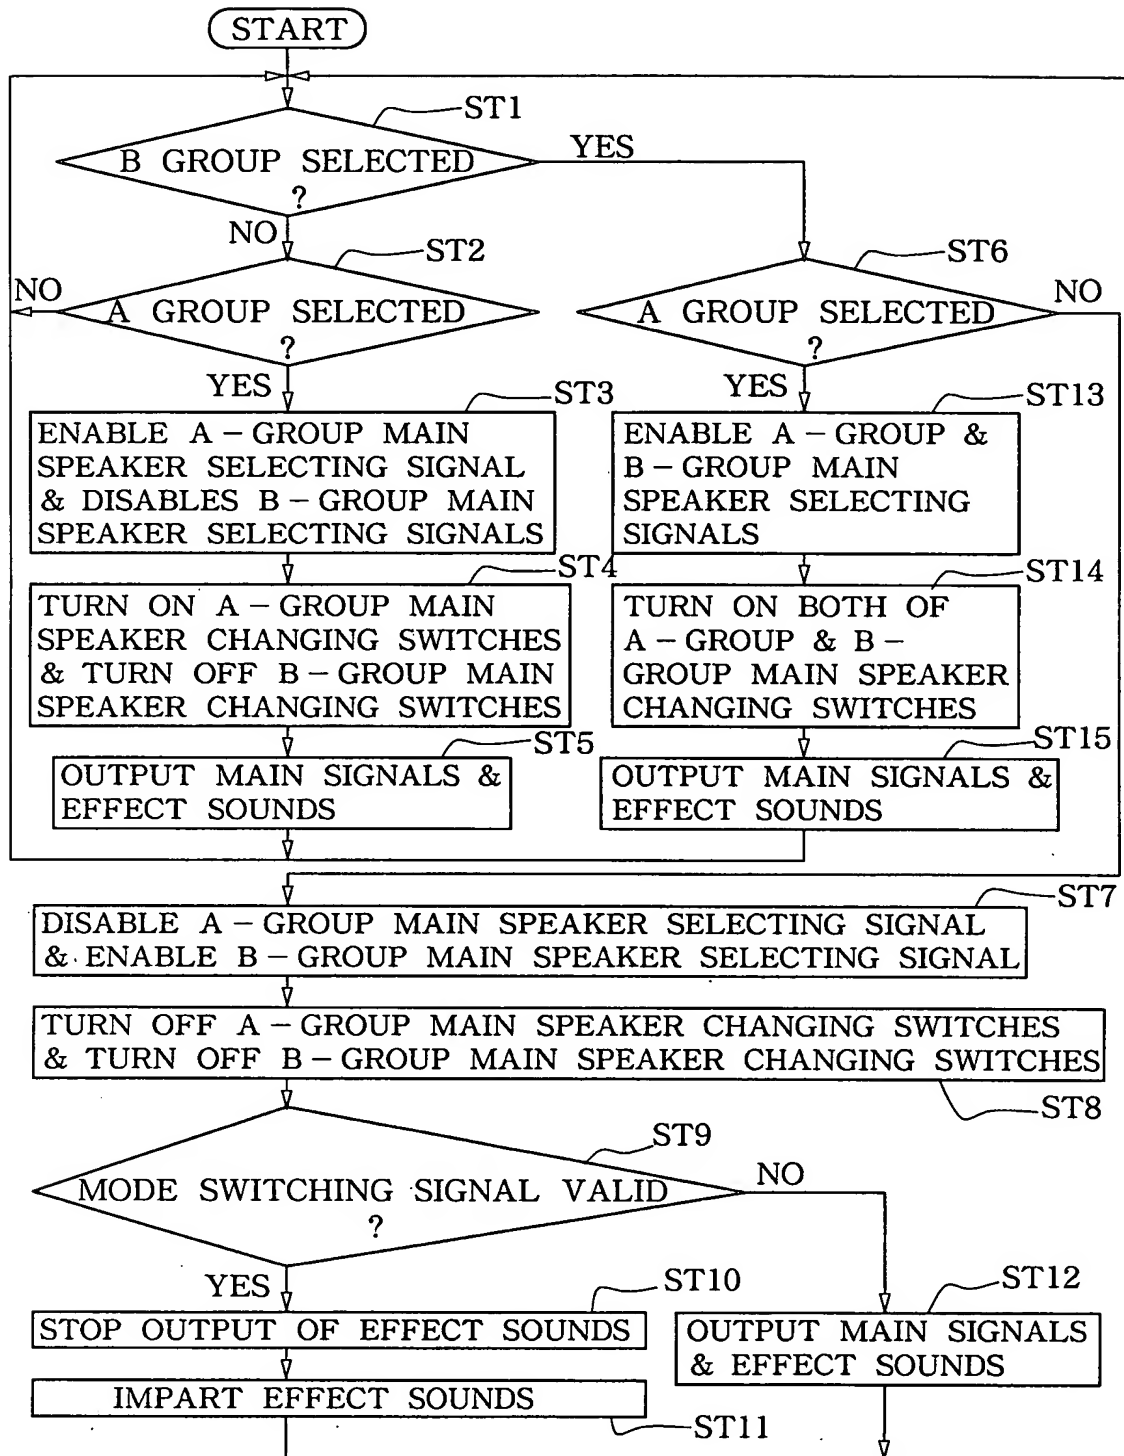 START
ST1
B GROUP SELECTED
?
YES
NO
ST2
A GROUP SELECTED
?
NO
YES
ST6
A GROUP SELECTED
?
NO
YES
ST3
ENABLE A – GROUP MAIN
SPEAKER SELECTING SIGNAL
& DISABLES B – GROUP MAIN
SPEAKER SELECTING SIGNALS
ST13
ENABLE A – GROUP &
B – GROUP MAIN
SPEAKER SELECTING
SIGNALS
ST4
TURN ON A – GROUP MAIN
SPEAKER CHANGING SWITCHES
& TURN OFF B – GROUP MAIN
SPEAKER CHANGING SWITCHES
ST14
TURN ON BOTH OF
A – GROUP & B –
GROUP MAIN SPEAKER
CHANGING SWITCHES
ST5
OUTPUT MAIN SIGNALS &
EFFECT SOUNDS
ST15
OUTPUT MAIN SIGNALS &
EFFECT SOUNDS
ST7
DISABLE A – GROUP MAIN SPEAKER SELECTING SIGNAL
& ENABLE B – GROUP MAIN SPEAKER SELECTING SIGNAL
TURN OFF A – GROUP MAIN SPEAKER CHANGING SWITCHES
& TURN OFF B – GROUP MAIN SPEAKER CHANGING SWITCHES
ST8
ST9
MODE SWITCHING SIGNAL VALID
?
NO
YES
ST10
STOP OUTPUT OF EFFECT SOUNDS
ST12
OUTPUT MAIN SIGNALS
& EFFECT SOUNDS
IMPART EFFECT SOUNDS
ST11